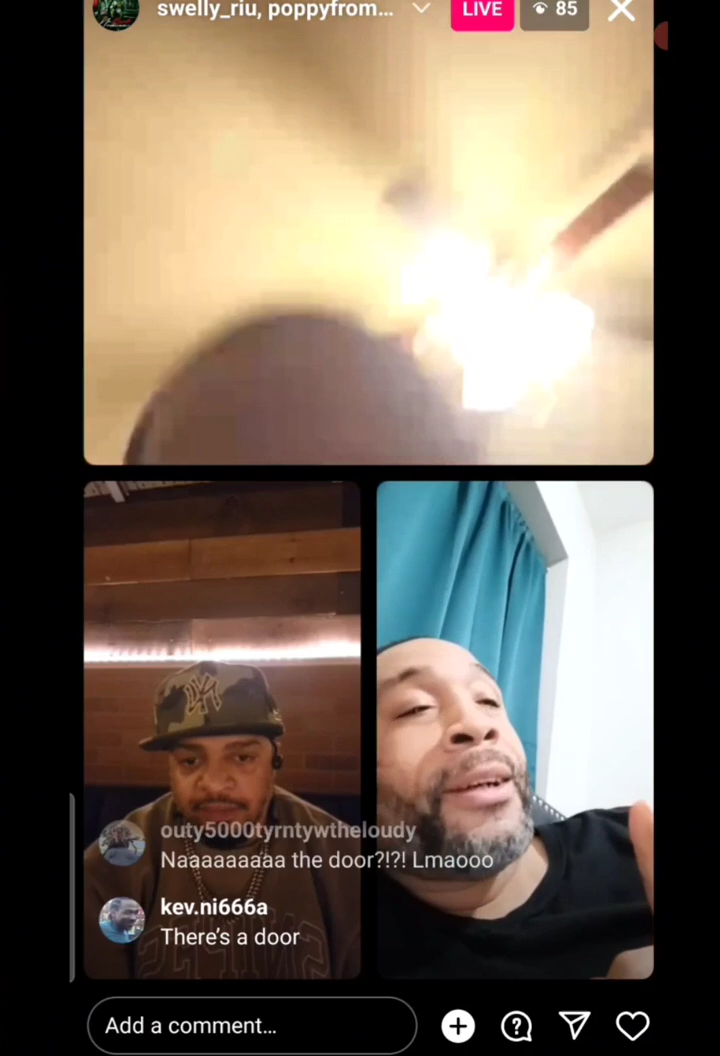 swelly_riu, poppyfrom...
LIVE
85
outy5000tyrntywtheloudy
Naaaaaaaaa the door?!?! Lmaooo
kev.ni666a
There's a door
Add a comment...